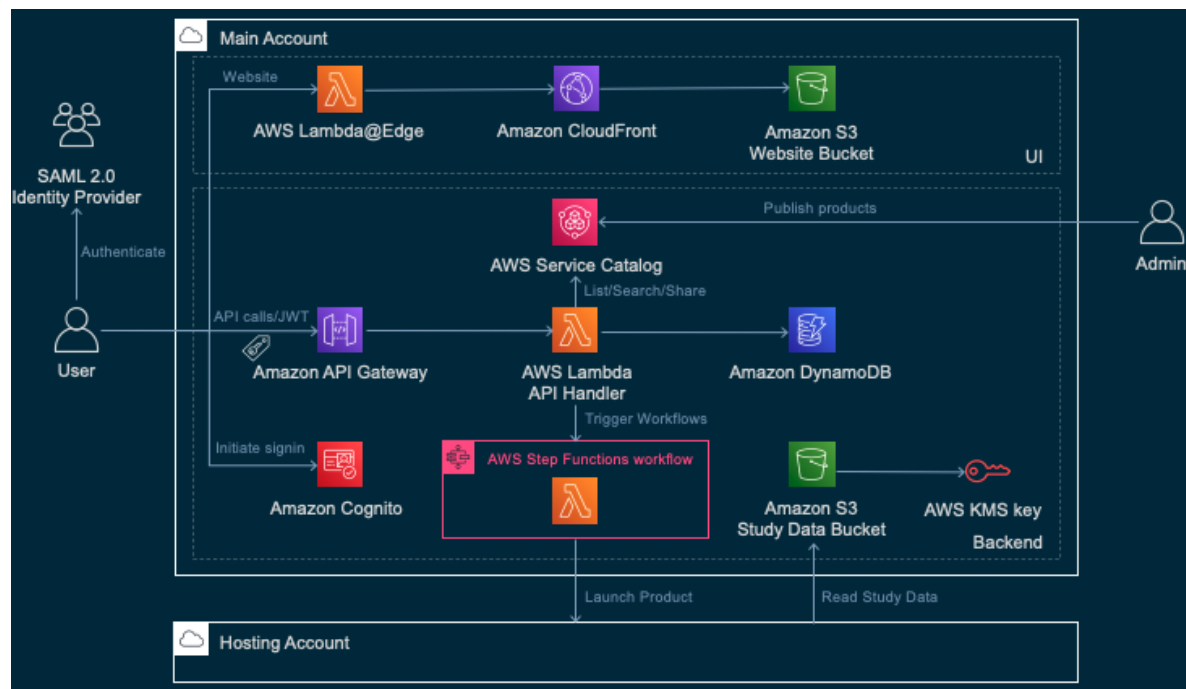 Main Account
Website
AWS Lambda@Edge
Amazon CloudFront
Amazon S3
Website Bucket
UI
SAML 2.0
Identity Provider
Authenticate
Publish products
AWS Service Catalog
Admin
List/Search/Share
API calls/JWT
User
Amazon API Gateway
AWS Lambda
API Handler
Amazon DynamoDB
Trigger Workflows
Initiate signin
AWS Step Functions workflow
Amazon Cognito
Amazon S3
Study Data Bucket
AWS KMS key
Backend
Launch Product
Read Study Data
Hosting Account